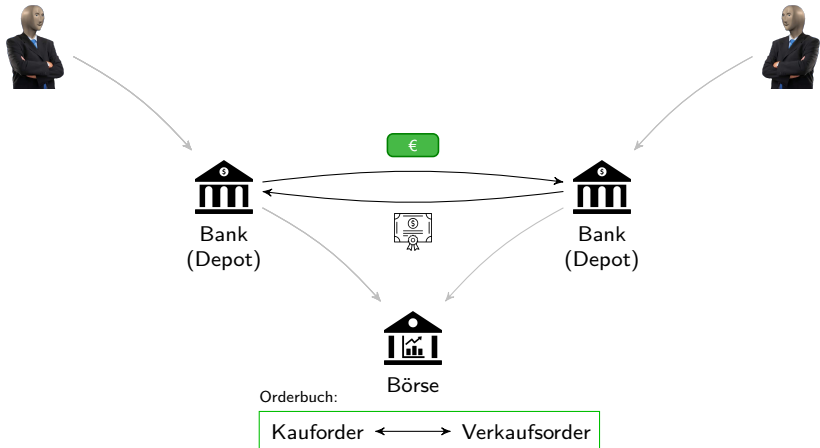 €
$
$
$
Bank
(Depot)
Bank
(Depot)
Börse
Orderbuch:
Kauforder
Verkaufsorder